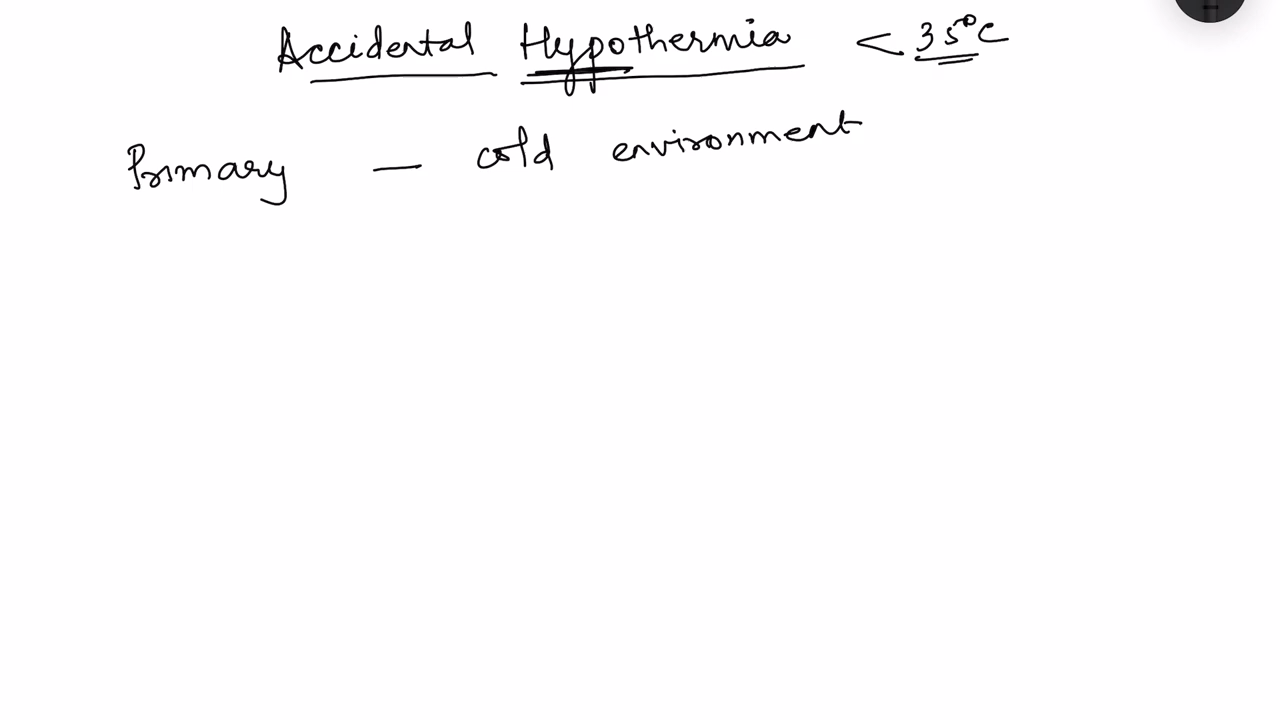 Accidental Hypothermia < 35°C
Primary — cold environment